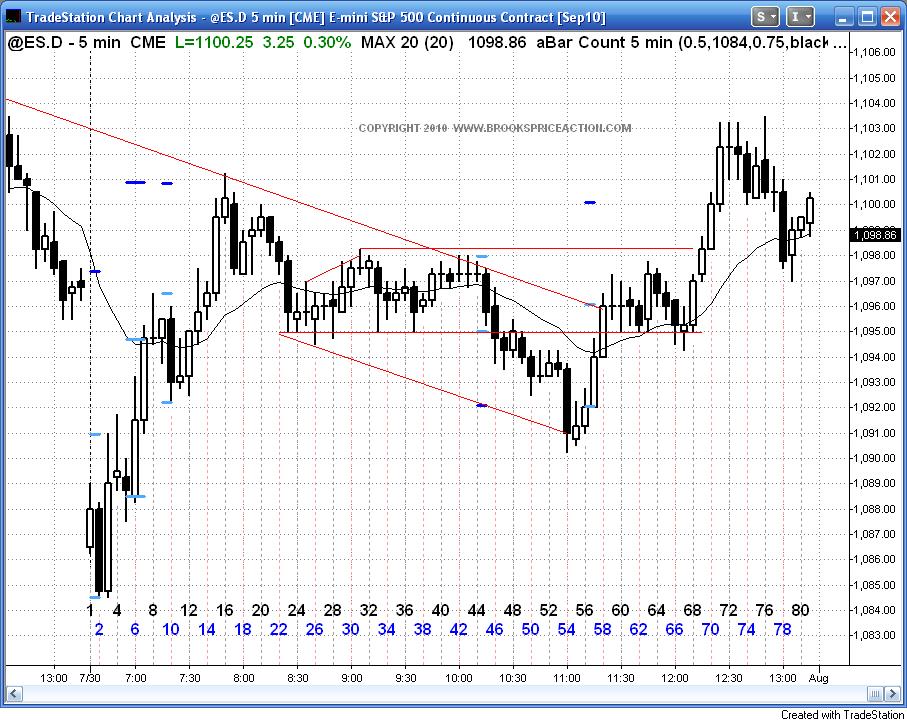 TradeStation Chart Analysis - @ES.D 5 min [CME] E-mini S&P 500 Continuous Contract [Sep10]
S
I
@ES.D - 5 min CME L=1100.25 3.25 0.30% MAX 20 (20) 1098.86 aBar Count 5 min (0.5,1084,0.75,black ...
1,106.00
1,105.00
1,104.00
COPYRIGHT 2010 WWW.BROOKSPRICEACTION.COM
1,103.00
1,102.00
1,101.00
1,100.00
1,098.86
1,098.00
1,097.00
1,096.00
1,095.00
1,094.00
1,093.00
1,092.00
1,091.00
1,090.00
1,089.00
1,088.00
1,087.00
1,086.00
1,085.00
1,084.00
1,083.00
1 4 8 12 16 20 24 28 32 36 40 44 48 52 56 60 64 68 72 76 80
2 6 10 14 18 22 26 30 34 38 42 46 50 54 58 62 66 70 74 78
13:00 7/30 7:00 7:30 8:00 8:30 9:00 9:30 10:00 10:30 11:00 11:30 12:00 12:30 13:00 Aug
Created with TradeStation